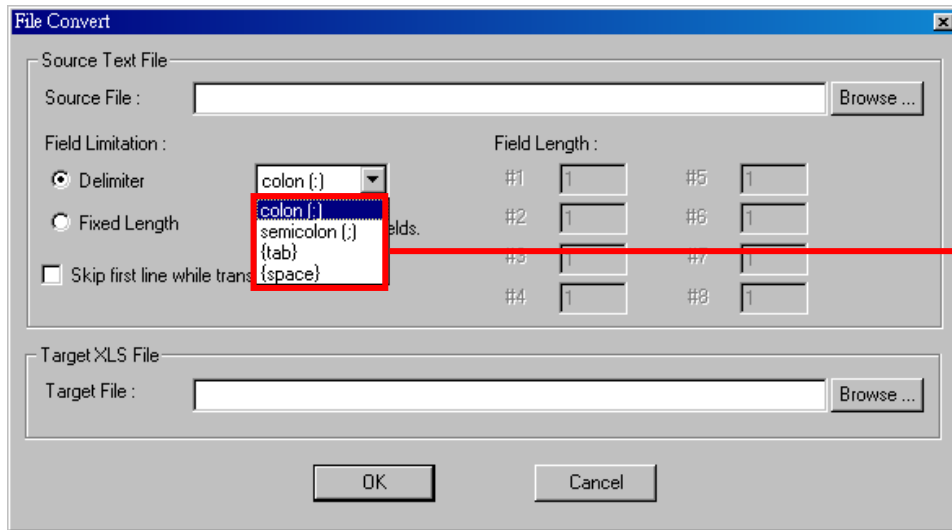 File Convert
Source Text File
Source File :
Browse ...
Field Limitation :
Field Length :
Delimiter
colon (:)
#1 1
#5 1
colon (:)
Fixed Length
elds.
#2 1
#6 1
semicolon (;)
{tab}
#3 1
#7 1
Skip first line while trans
{space}
#4 1
#8 1
Target XLS File
Target File :
Browse ...
OK
Cancel